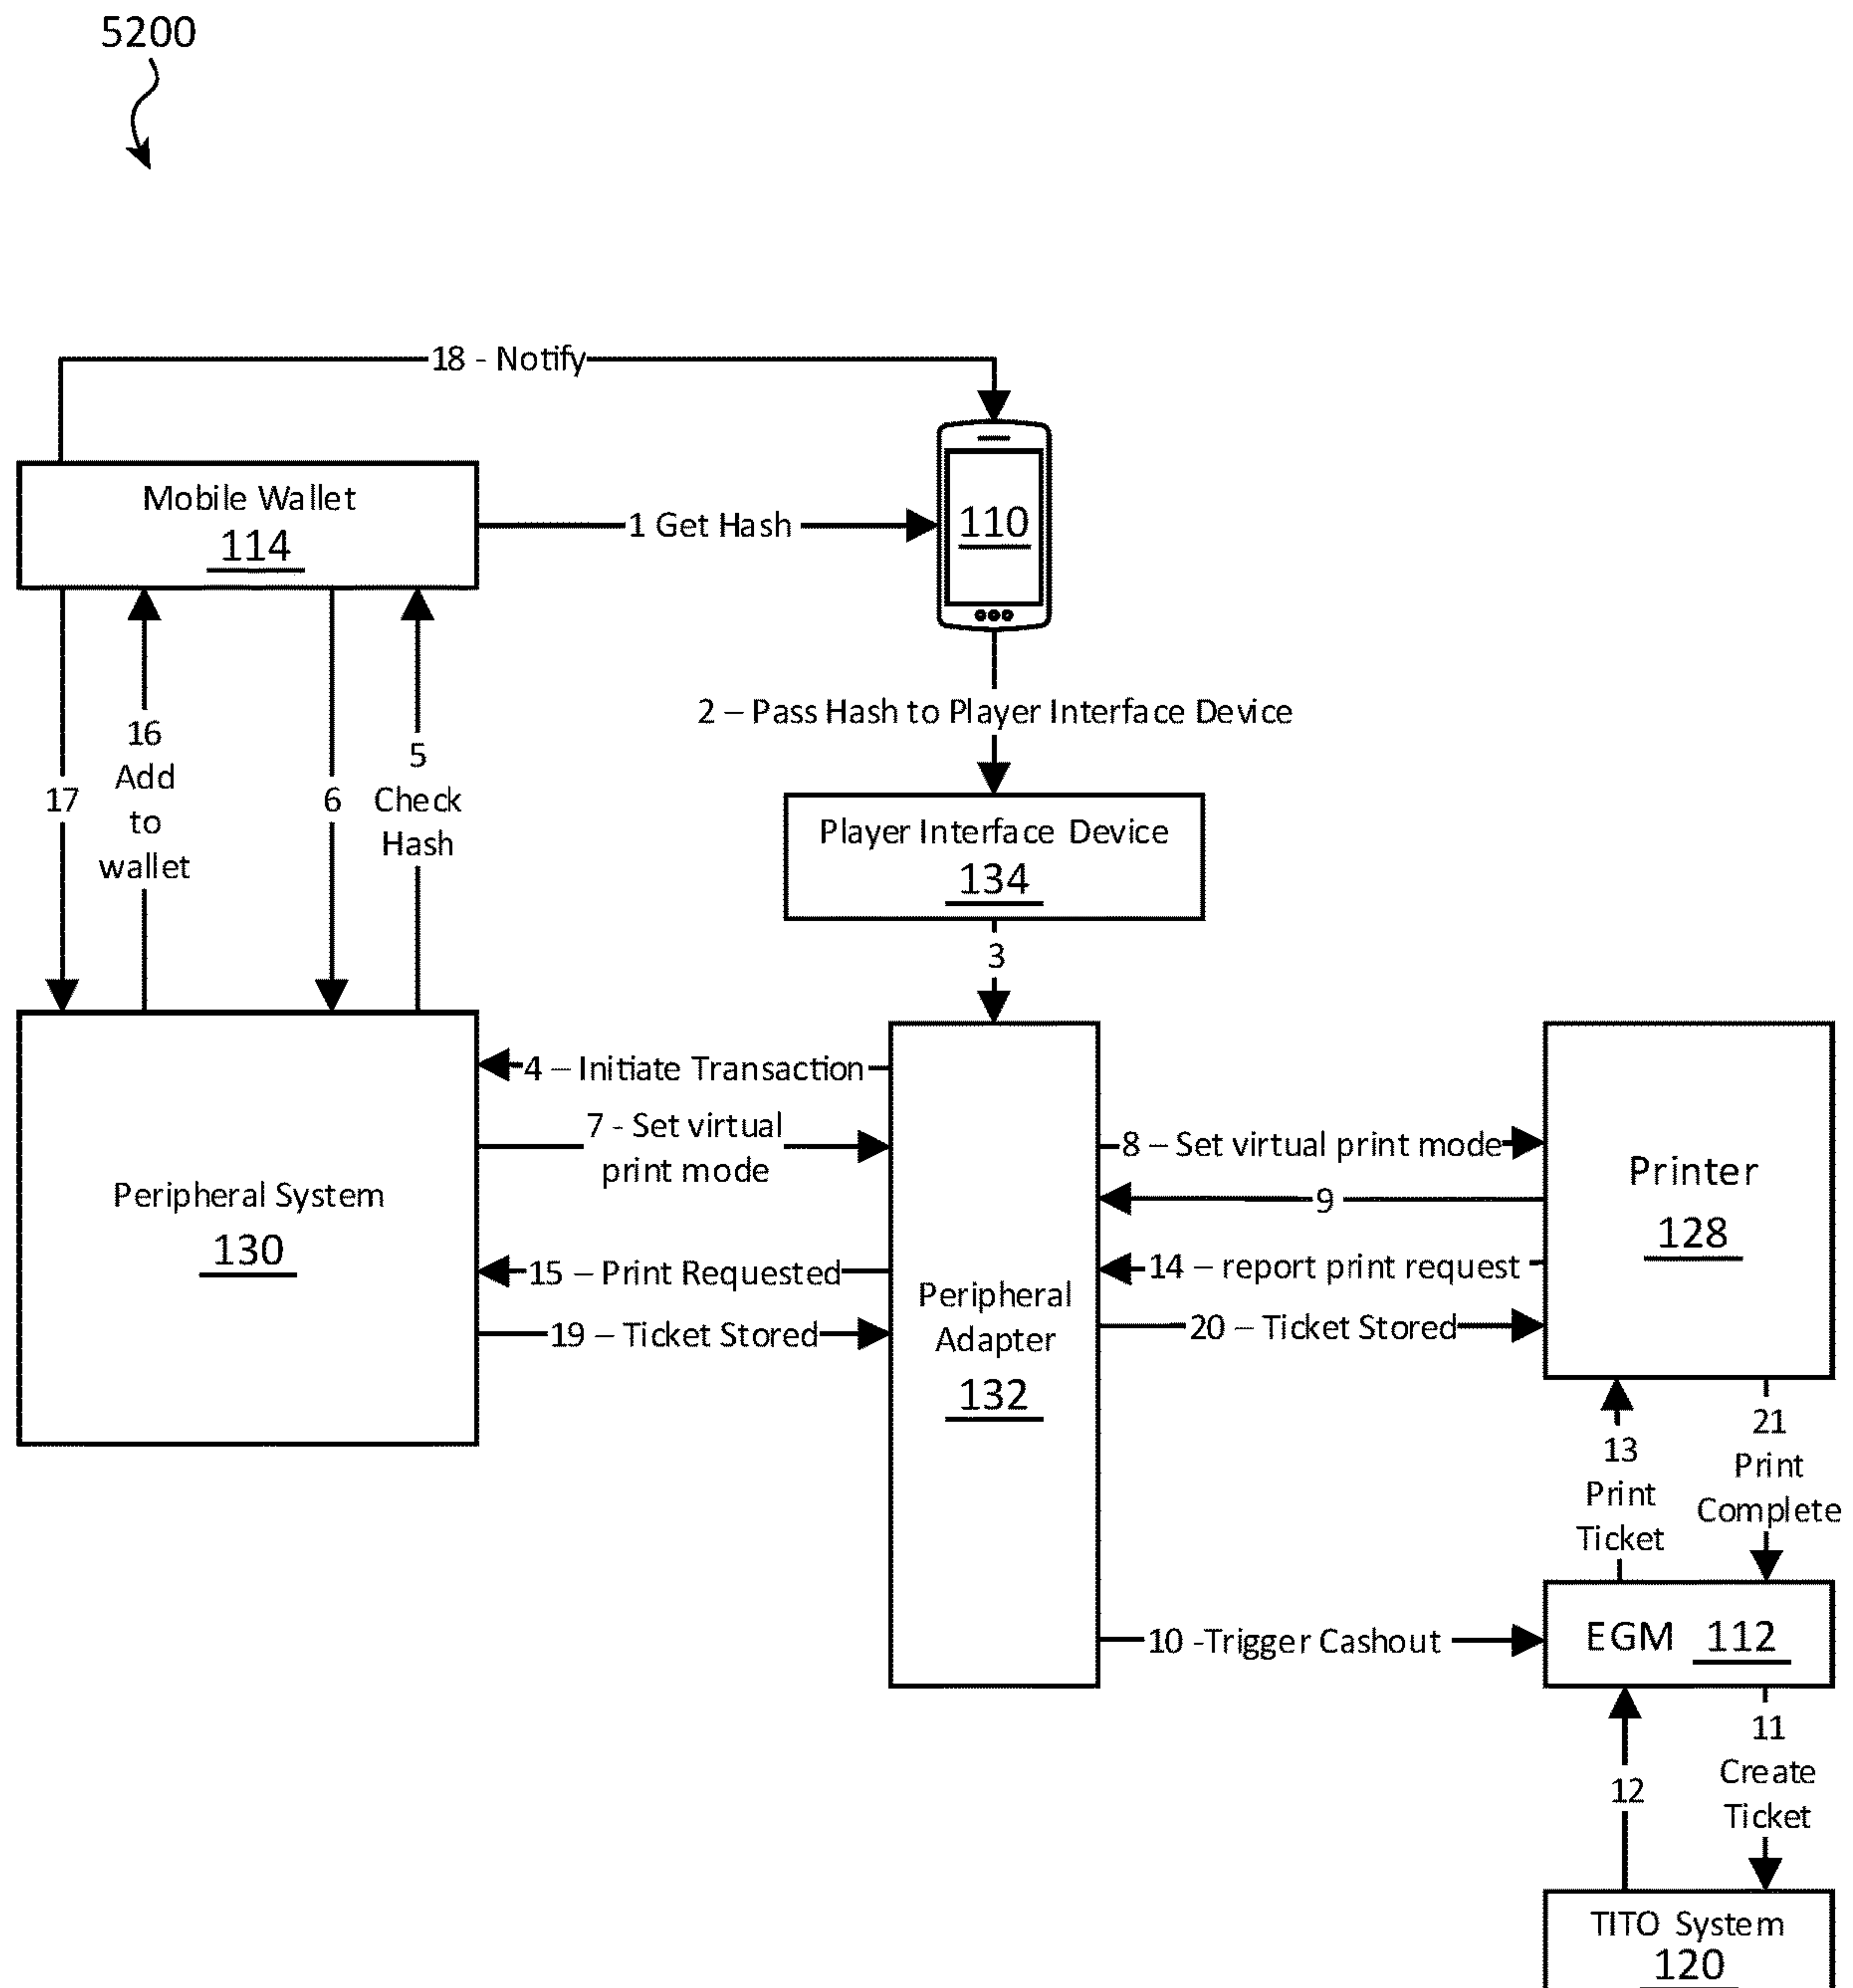 5200
18 - Notify
Mobile Wallet
114
1 Get Hash
110
2 – Pass Hash to Player Interface Device
17
16
Add
to
wallet
6
5
Check
Hash
Player Interface Device
134
3
4 – Initiate Transaction
7 - Set virtual
print mode
8 – Set virtual print mode
9
Peripheral System
130
Printer
128
15 – Print Requested
14 – report print request
19 – Ticket Stored
20 – Ticket Stored
Peripheral
Adapter
132
13
Print
Ticket
21
Print
Complete
10 -Trigger Cashout
EGM 112
12
11
Create
Ticket
TITO System
120